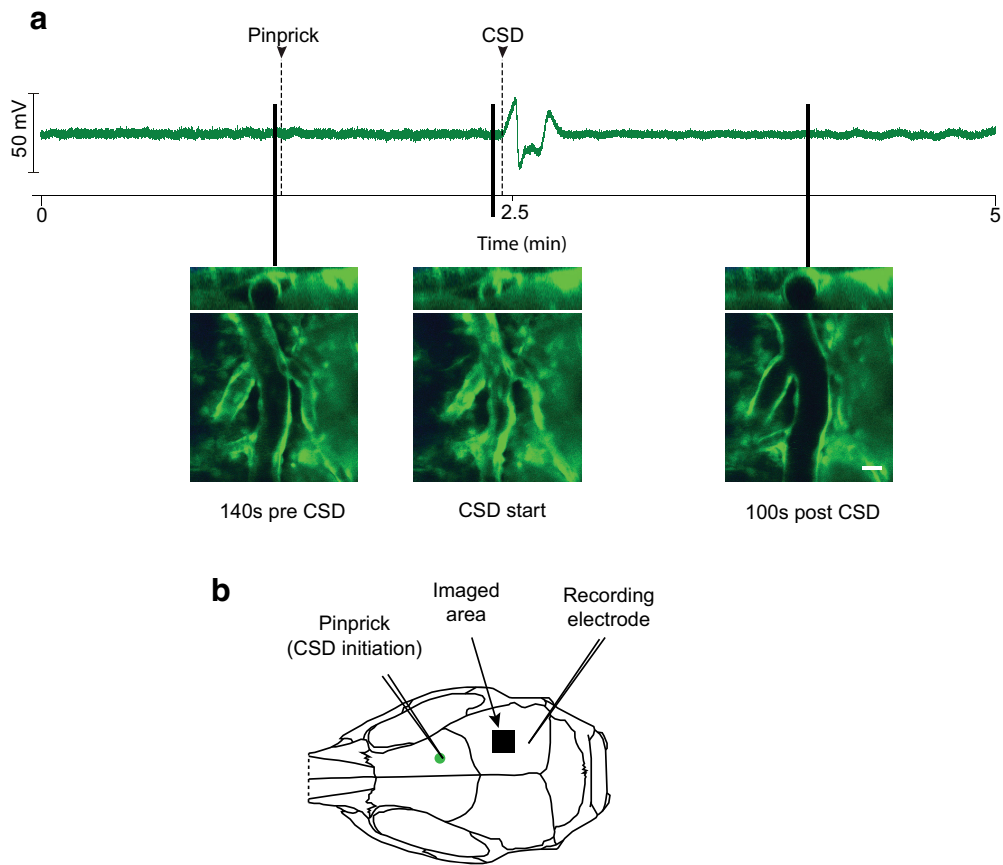 a
Pinprick
CSD
50 mV
0
2.5
5
Time (min)
140s pre CSD
CSD start
100s post CSD
b
Imaged
area
Recording
electrode
Pinprick
(CSD initiation)